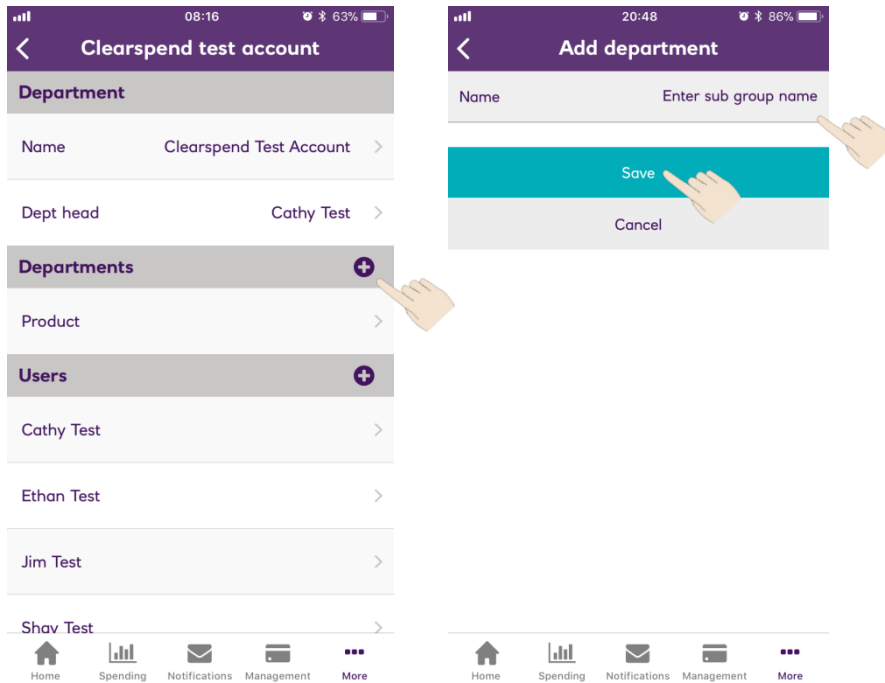 08:16
63%
Clearspend test account
Department
Name Clearspend Test Account
Dept head Cathy Test
Departments
Product
Users
Cathy Test
Ethan Test
Jim Test
Shay Test
Home Spending Notifications Management More
20:48
86%
Add department
Name Enter sub group name
Save
Cancel
Home Spending Notifications Management More